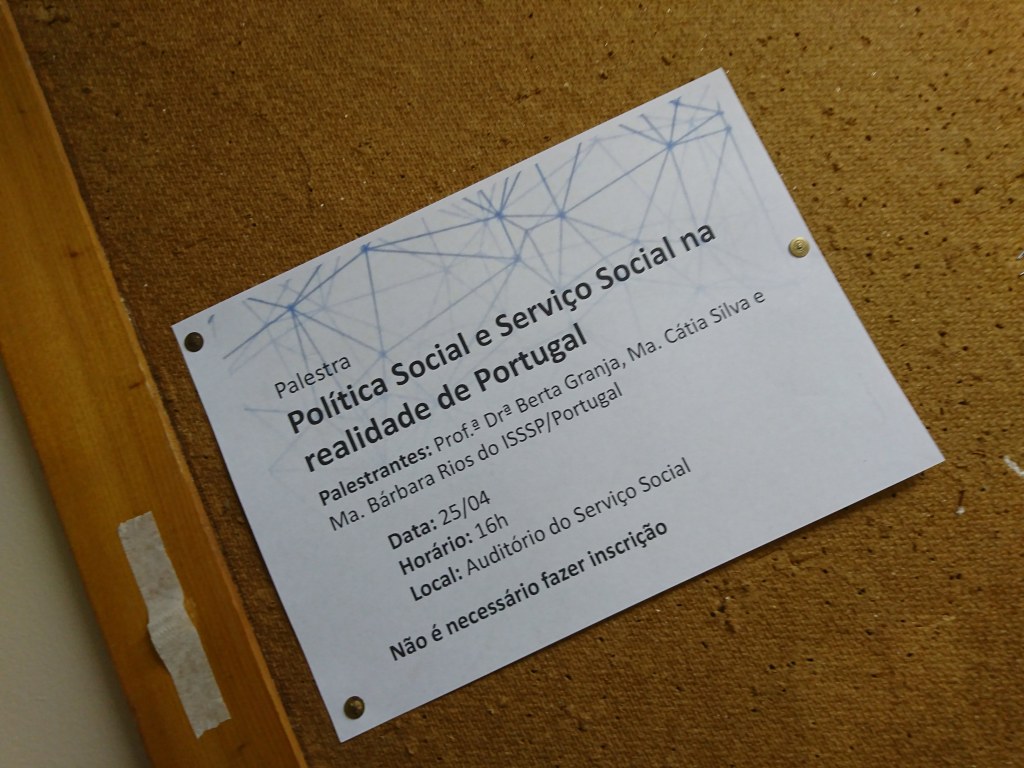 Palestra
Política Social e Serviço Social na
realidade de Portugal
Palestrantes: Prof.ª Drª Berta Granja, Ma. Cátia Silva e
Ma. Bárbara Rios do ISSSP/Portugal
Data: 25/04
Horário: 16h
Local: Auditório do Serviço Social
Não é necessário fazer inscrição